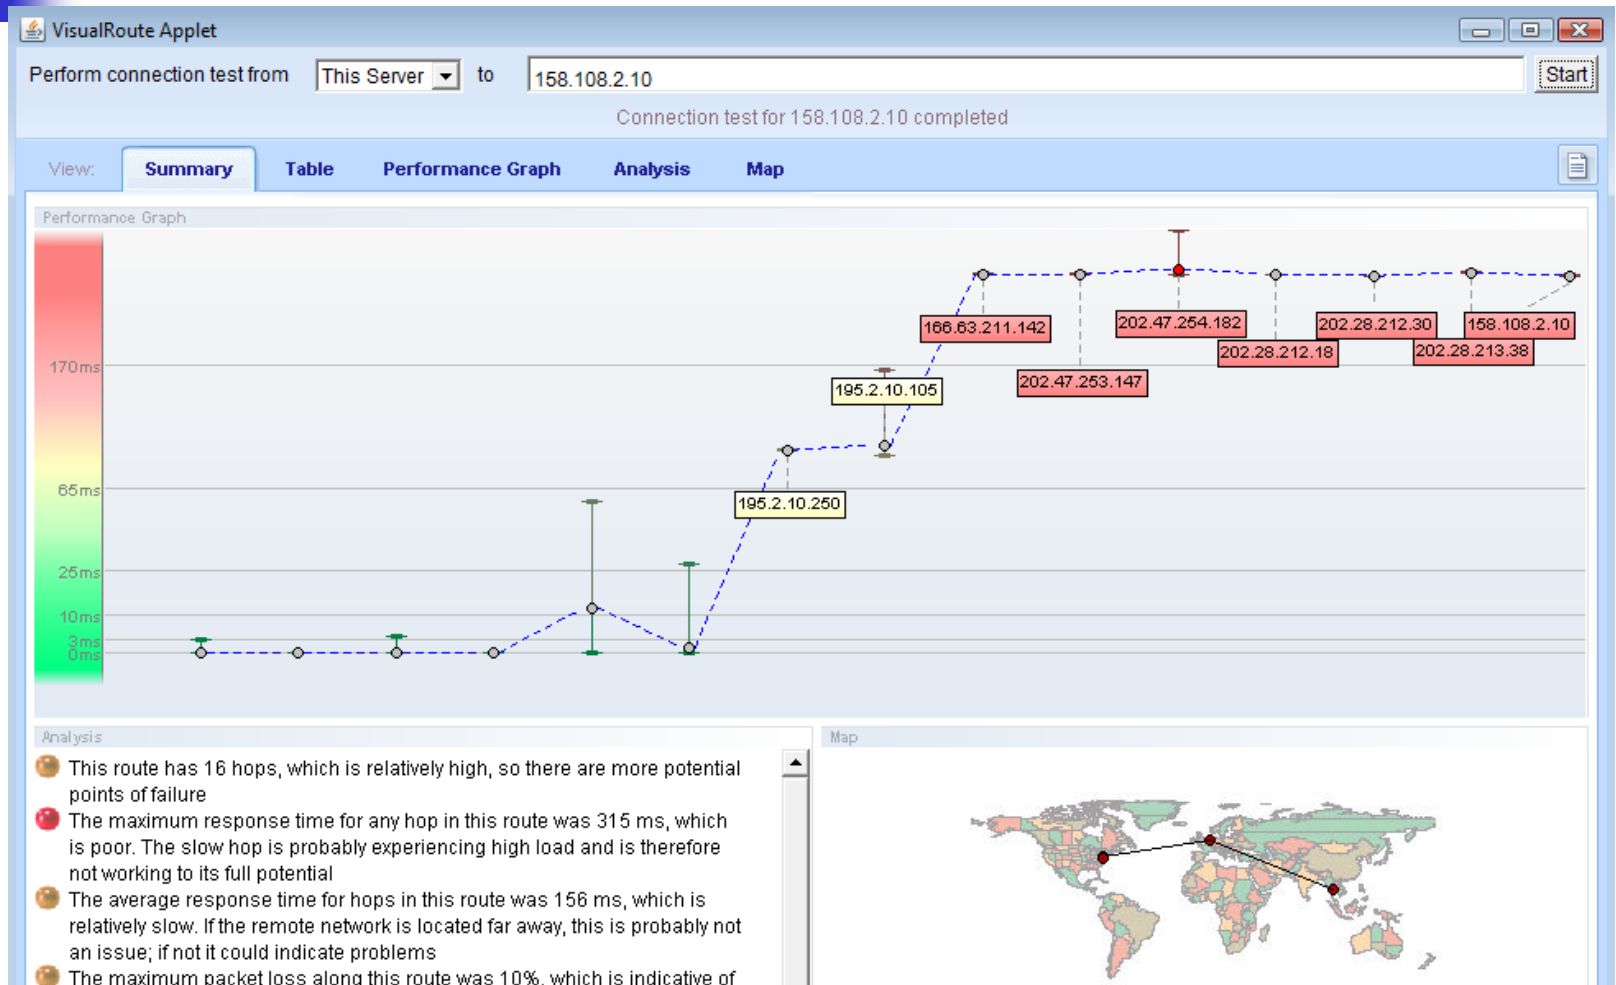 VisualRoute Applet
Perform connection test from This Server to 158.108.2.10 Start
Connection test for 158.108.2.10 completed
View: Summary Table Performance Graph Analysis Map
Performance Graph
170ms
65ms
25ms
10ms
3ms
0ms
195.2.10.250
195.2.10.105
166.63.211.142
202.47.253.147
202.47.254.182
202.28.212.18
202.28.212.30
202.28.213.38
158.108.2.10
Analysis
This route has 16 hops, which is relatively high, so there are more potential
points of failure
The maximum response time for any hop in this route was 315 ms, which
is poor. The slow hop is probably experiencing high load and is therefore
not working to its full potential
The average response time for hops in this route was 156 ms, which is
relatively slow. If the remote network is located far away, this is probably not
an issue; if not it could indicate problems
The maximum packet loss along this route was 10%, which is indicative of
Map